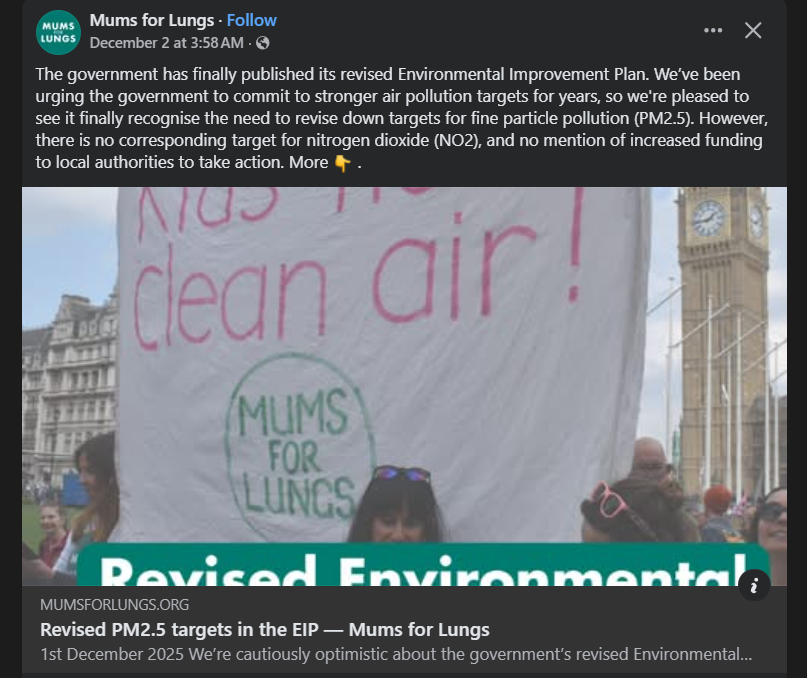 MUMS
FOR
LUNGS
Mums for Lungs · Follow
December 2 at 3:58 AM ·
The government has finally published its revised Environmental Improvement Plan. We’ve been
urging the government to commit to stronger air pollution targets for years, so we're pleased to
see it finally recognise the need to revise down targets for fine particle pollution (PM2.5). However,
there is no corresponding target for nitrogen dioxide (NO2), and no mention of increased funding
to local authorities to take action. More 👇 .
clean air!
MUMS
FOR
LUNGS
Revised Environmental
MUMSFORLUNGS.ORG
Revised PM2.5 targets in the EIP — Mums for Lungs
1st December 2025 We’re cautiously optimistic about the government’s revised Environmental...